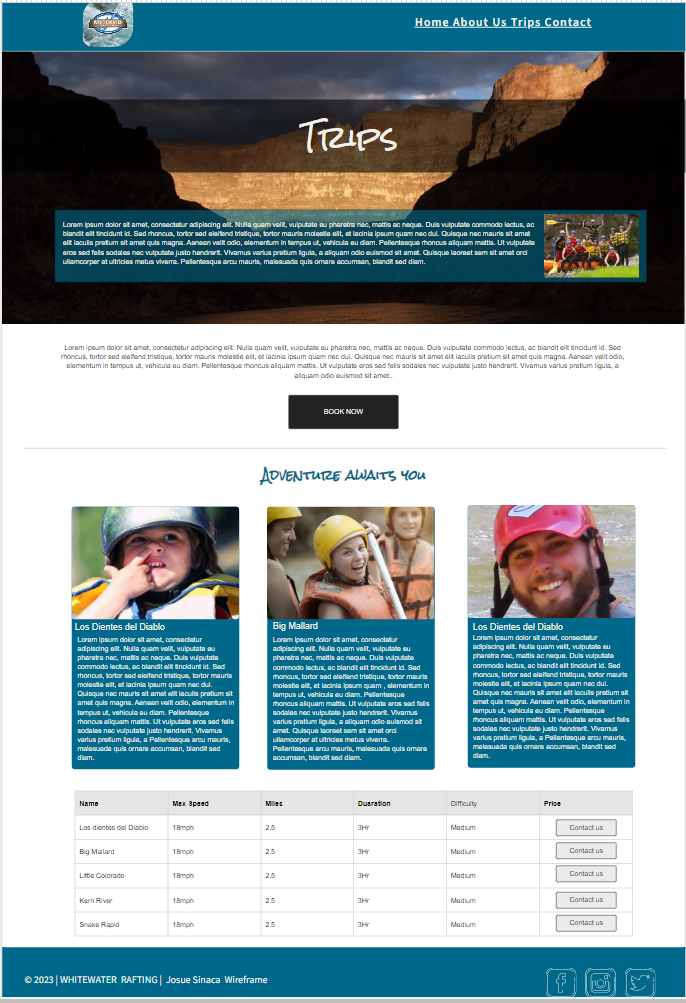 WHITEWATER
Home About Us Trips Contact
Trips
Lorem ipsum dolor sit amet, consectetur adipiscing elit. Nulla quam velit, vulputate eu pharetra nec, mattis ac neque. Duis vulputate commodo lectus, ac
blandit elit tincidunt id. Sed rhoncus, tortor sed eleifend tristique, tortor mauris molestie elit, et lacinia ipsum quam nec dui. Quisque nec mauris sit amet
elit iaculis pretium sit amet quis magna. Aenean velit odio, elementum in tempus ut, vehicula eu diam. Pellentesque rhoncus aliquam mattis. Ut vulputate
eros sed felis sodales nec vulputate justo hendrerit. Vivamus varius pretium ligula, a aliquam odio euismod sit amet. Quisque laoreet sem sit amet orci
ullamcorper at ultricies metus viverra. Pellentesque arcu mauris, malesuada quis ornare accumsan, blandit sed diam.
Lorem ipsum dolor sit amet, consectetur adipiscing elit. Nulla quam velit, vulputate eu pharetra nec, mattis ac neque. Duis vulputate commodo lectus, ac blandit elit tincidunt id. Sed
rhoncus, tortor sed eleifend tristique, tortor mauris molestie elit, et lacinia ipsum quam nec dui. Quisque nec mauris sit amet elit iaculis pretium sit amet quis magna. Aenean velit odio,
elementum in tempus ut, vehicula eu diam. Pellentesque rhoncus aliquam mattis. Ut vulputate eros sed felis sodales nec vulputate justo hendrerit. Vivamus varius pretium ligula, a
aliquam odio euismod sit amet..
BOOK NOW
Adventure awaits you
Los Dientes del Diablo
Lorem ipsum dolor sit amet, consectetur
adipiscing elit. Nulla quam velit, vulputate eu
pharetra nec, mattis ac neque. Duis vulputate
commodo lectus, ac blandit elit tincidunt id. Sed
rhoncus, tortor sed eleifend tristique, tortor
mauris molestie elit, et lacinia ipsum quam nec dui.
Quisque nec mauris sit amet elit iaculis pretium sit
amet quis magna. Aenean velit odio, elementum in
tempus ut, vehicula eu diam. Pellentesque
rhoncus aliquam mattis. Ut vulputate eros sed felis
sodales nec vulputate justo hendrerit. Vivamus
varius pretium ligula, a Pellentesque arcu mauris,
malesuada quis ornare accumsan, blandit sed
diam.
Big Mallard
Lorem ipsum dolor sit amet, consectetur
adipiscing elit. Nulla quam velit, vulputate eu
pharetra nec, mattis ac neque. Duis vulputate
commodo lectus, ac blandit elit tincidunt id. Sed
rhoncus, tortor sed eleifend tristique, tortor
mauris molestie elit, et lacinia ipsum quam , elementum in
tempus ut, vehicula eu diam. Pellentesque
rhoncus aliquam mattis. Ut vulputate eros sed felis
sodales nec vulputate justo hendrerit. Vivamus
varius pretium ligula, a aliquam odio euismod sit
amet. Quisque laoreet sem sit amet orci
ullamcorper at ultricies metus viverra.
Pellentesque arcu mauris, malesuada quis ornare
accumsan, blandit sed diam.
Los Dientes del Diablo
Lorem ipsum dolor sit amet, consectetur
adipiscing elit. Nulla quam velit, vulputate eu
pharetra nec, mattis ac neque. Duis vulputate
commodo lectus, ac blandit elit tincidunt id. Sed
rhoncus, tortor sed eleifend tristique, tortor
mauris molestie elit, et lacinia ipsum quam nec dui.
Quisque nec mauris sit amet elit iaculis pretium sit
amet quis magna. Aenean velit odio, elementum in
tempus ut, vehicula eu diam. Pellentesque
rhoncus aliquam mattis. Ut vulputate eros sed felis
sodales nec vulputate justo hendrerit. Vivamus
varius pretium ligula, a Pellentesque arcu mauris,
malesuada quis ornare accumsan, blandit sed
diam.
Name Max Speed Miles Duaration Difficulty Price
Los dientes del Diablo 18mph 2.5 3Hr Medium Contact us
Big Mallard 18mph 2.5 3Hr Medium Contact us
Little Colorado 18mph 2.5 3Hr Medium Contact us
Kern River 18mph 2.5 3Hr Medium Contact us
Snake Rapid 18mph 2.5 3Hr Medium Contact us
© 2023 | WHITEWATER RAFTING | Josue Sinaca Wireframe